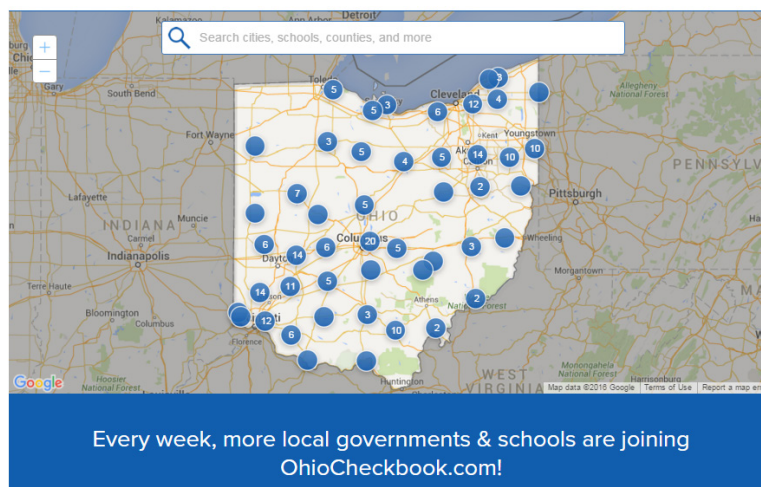 Kalamazoo
Ann Arbor
Detroit
Search cities, schools, counties, and more
+
−
Gary
South Bend
Toledo
Cleveland
3
5
5
3
6
12
4
Allegheny
National Forest
Fort Wayne
Kent
Youngstown
3
5
4
5
14
10
10
PENNSYLV
7
2
Pittsburgh
Lafayette
5
INDIANA
Muncie
OHIO
Carmel
Indianapolis
6
14
6
20
5
3
Wheeling
Dayton
Columbus
Morgantown
Terre Haute
14
11
5
Athens
2
Bloomington
Columbus
12
3
10
2
6
Florence
Google
Hoosier
National Forest
Huntington
WEST
VIRGINIA
Monongahela
National Forest
Harrisonburg
Map data ©2016 Google
Terms of Use
Report a map
Every week, more local governments & schools are joining
OhioCheckbook.com!